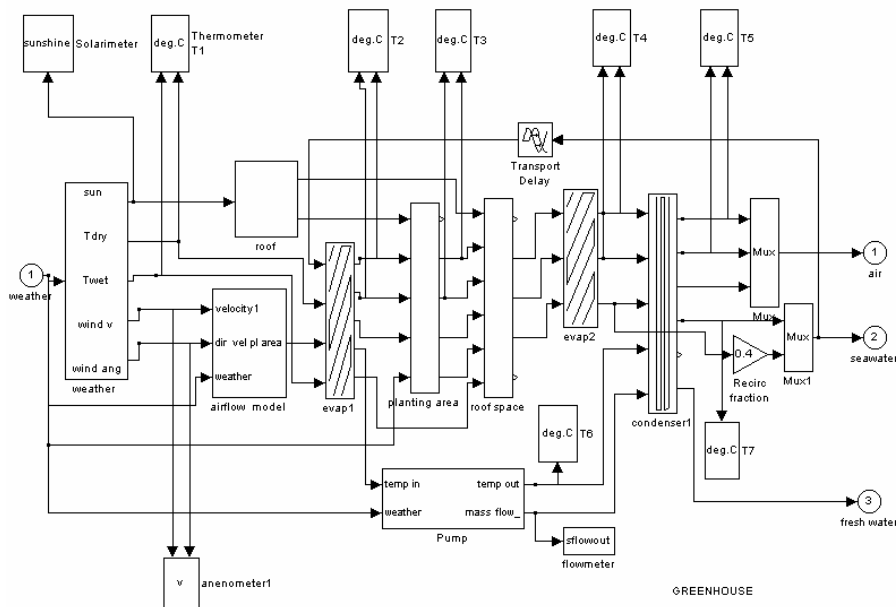 sunshine
Solarimeter
deg.C
Thermometer
T1
deg.C
T2
deg.C
T3
deg.C
T4
deg.C
T5
Transport
Delay
roof
sun
Tdry
Twet
wind v
wind ang
weather
1
weather
velocity1
dir vel pl area
weather
airflow model
evap1
planting area
roof space
evap2
condenser1
Mux
Mux
1
air
Mux
Mux1
2
seawater
0.4
Recirc
fraction
deg.C
T6
deg.C
T7
temp in
temp out
weather
mass flow_
Pump
3
fresh water
sflowout
flowmeter
v
anenometer1
GREENHOUSE